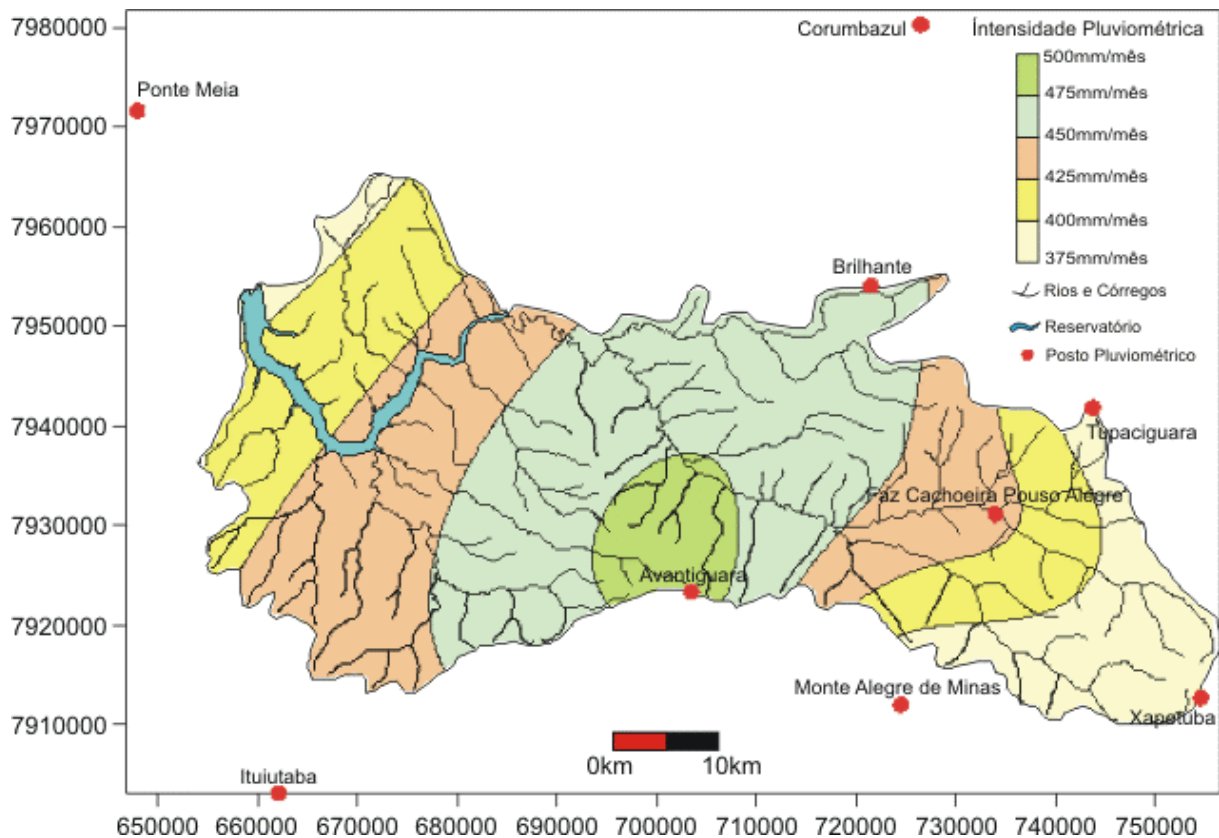 7980000
7970000
7960000
7950000
7940000
7930000
7920000
7910000
Corumbazul
Ponte Meia
Íntensidade Pluviométrica
500mm/mês
475mm/mês
450mm/mês
425mm/mês
400mm/mês
375mm/mês
Rios e Córregos
Reservatório
Posto Pluviométrico
Brilhante
Tupaciguara
Faz Cachoeira Pouso Alegre
Avantiguara
Monte Alegre de Minas
Xapetuba
Ituiutaba
0km 10km
650000 660000 670000 680000 690000 700000 710000 720000 730000 740000 750000